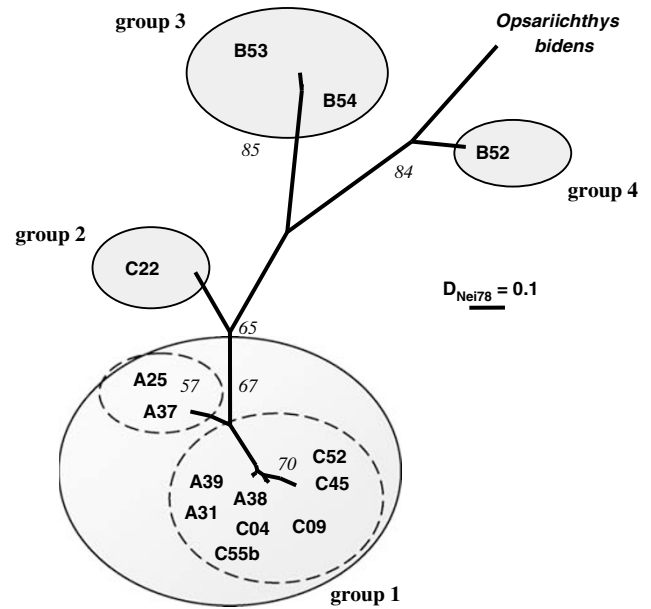 group 3
Opsariichthys
bidens
B53
B54
85
84
B52
group 4
group 2
C22
D_Nei78 = 0.1
65
A25 57 67
A37
70
C52
C45
A39
A38
A31
C04 C09
C55b
group 1